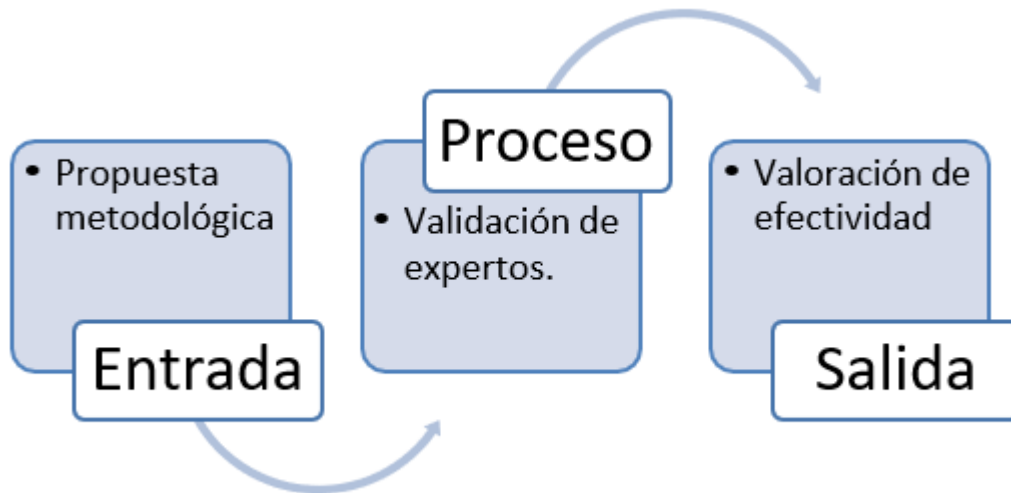 • Propuesta
metodológica
Entrada
Proceso
• Validación de
expertos.
• Valoración de
efectividad
Salida